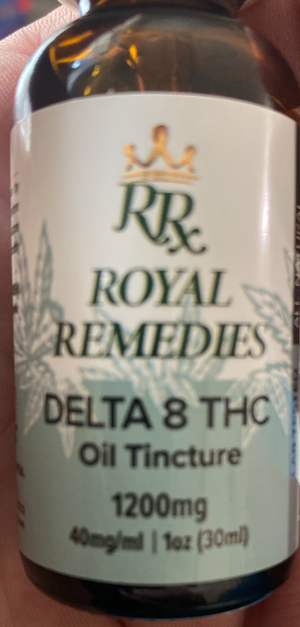 RRx
ROYAL
REMEDIES
DELTA 8 THC
Oil Tincture
1200mg
40mg/ml | 1oz (30ml)